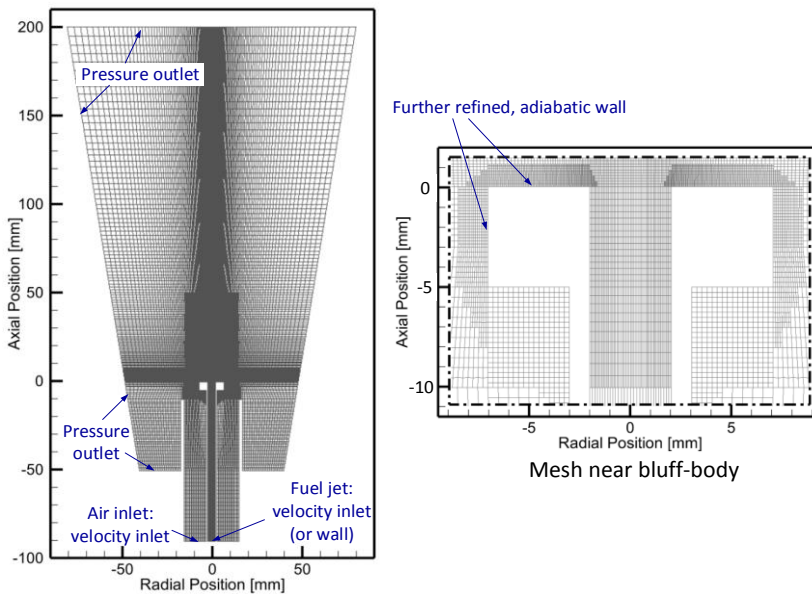 200
150
100
50
0
-50
-100
Axial Position [mm]
-50
0
50
Radial Position [mm]
Pressure outlet
Pressure
outlet
Air inlet:
velocity inlet
Fuel jet:
velocity inlet
(or wall)
Further refined, adiabatic wall
0
-5
-10
Axial Position [mm]
-5
0
5
Radial Position [mm]
Mesh near bluff-body